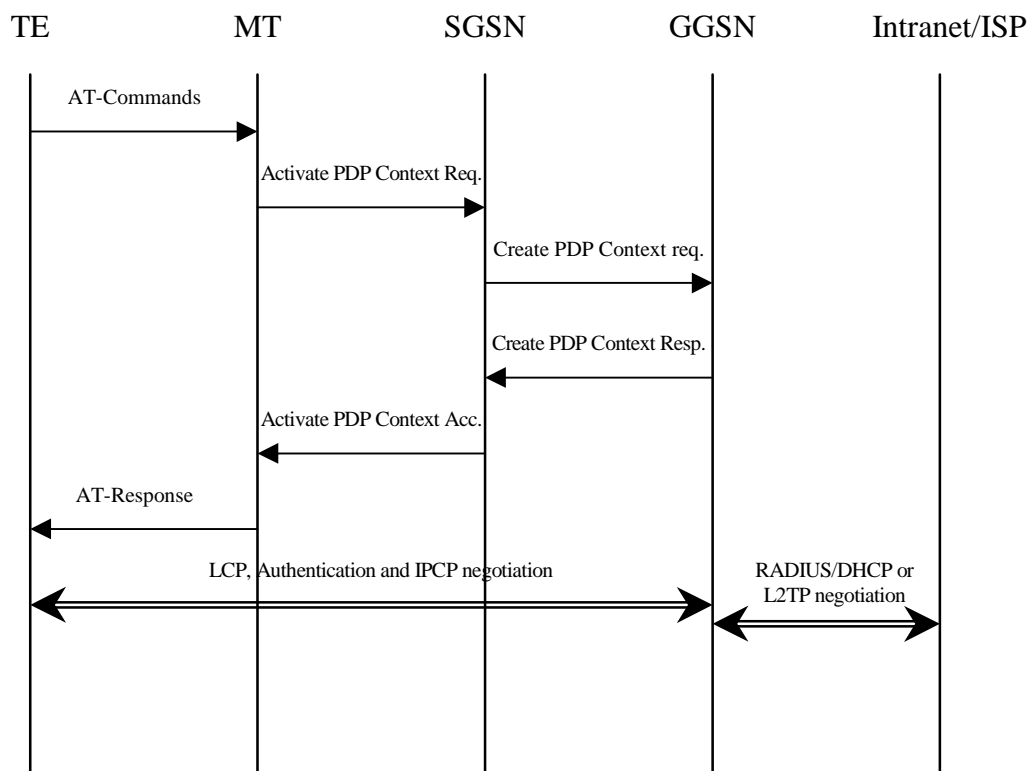 TE MT SGSN GGSN Intranet/ISP
AT-Commands
Activate PDP Context Req.
Create PDP Context req.
Create PDP Context Resp.
Activate PDP Context Acc.
AT-Response
LCP, Authentication and IPCP negotiation
RADIUS/DHCP or
L2TP negotiation